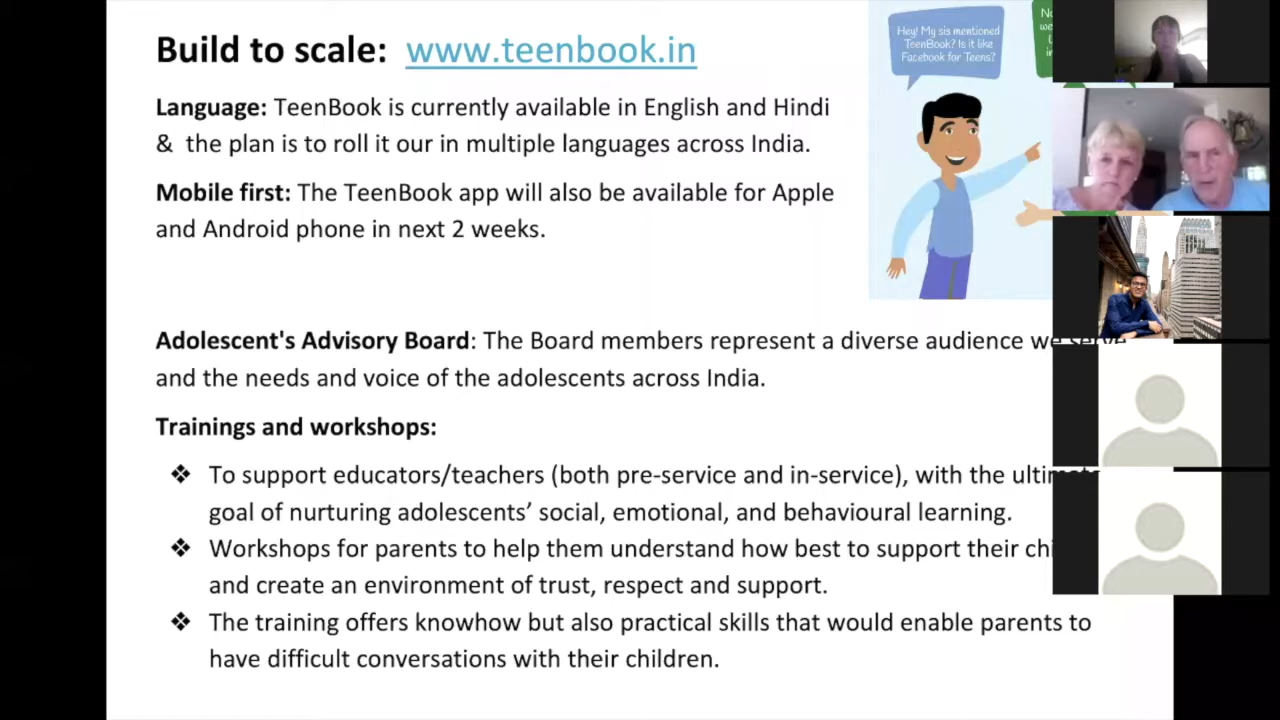 Build to scale: www.teenbook.in
Language: TeenBook is currently available in English and Hindi
& the plan is to roll it our in multiple languages across India.
Mobile first: The TeenBook app will also be available for Apple
and Android phone in next 2 weeks.
Hey! My sis mentioned
TeenBook? Is it like
Facebook for Teens?
Adolescent's Advisory Board: The Board members represent a diverse audience we serve
and the needs and voice of the adolescents across India.
Trainings and workshops:
❖ To support educators/teachers (both pre-service and in-service), with the
goal of nurturing adolescents’ social, emotional, and behavioural learning.
❖ Workshops for parents to help them understand how best to support their
and create an environment of trust, respect and support.
❖ The training offers knowhow but also practical skills that would enable parents to
have difficult conversations with their children.